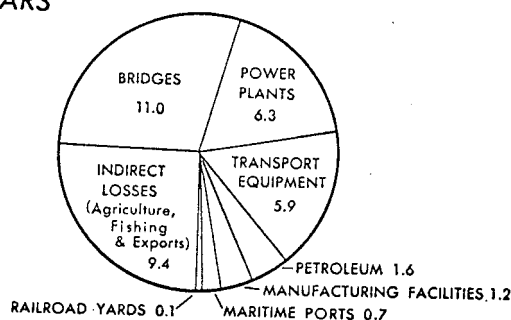 ARS
BRIDGES
11.0
POWER
PLANTS
6.3
TRANSPORT
EQUIPMENT
5.9
INDIRECT
LOSSES
(Agriculture,
Fishing
& Exports)
9.4
PETROLEUM 1.6
MANUFACTURING FACILITIES 1.2
MARITIME PORTS 0.7
RAILROAD YARDS 0.1